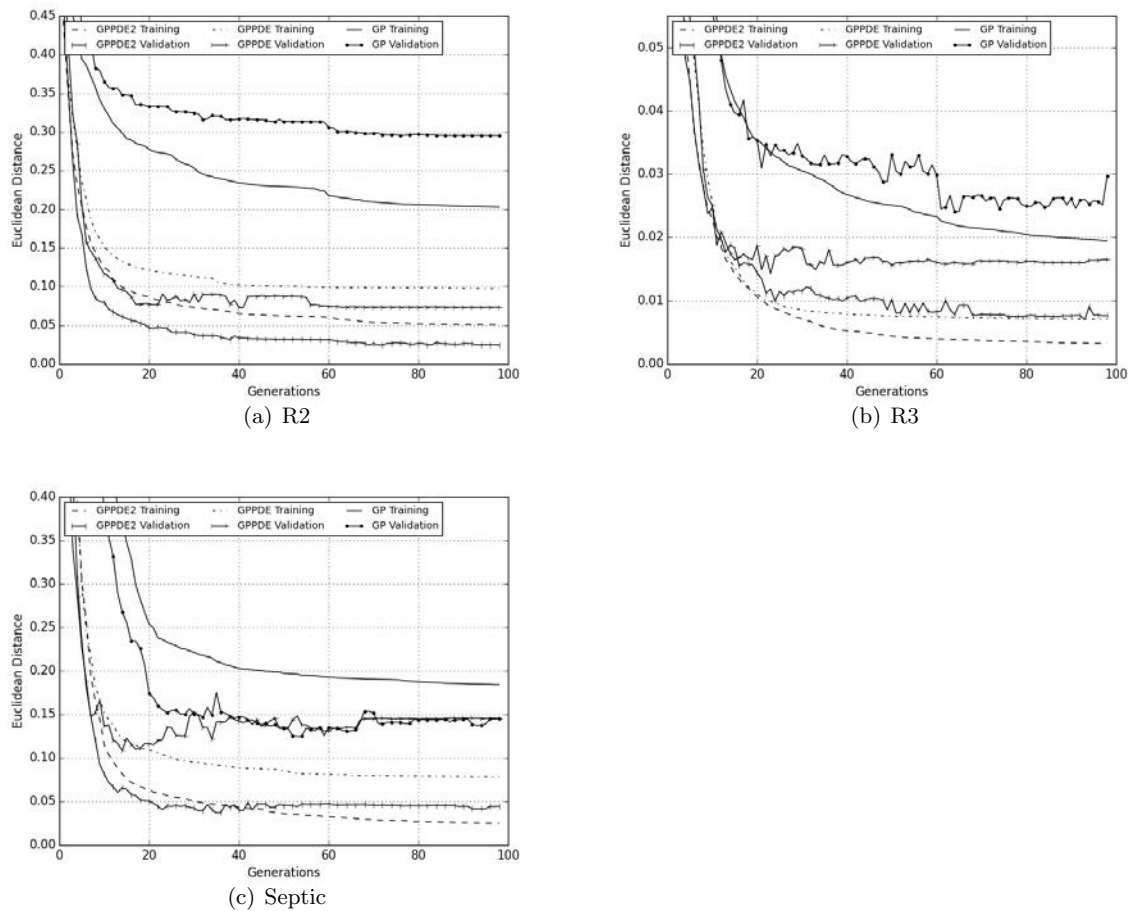 GPPDE2 Training GPPDE Training GP Training
GPPDE2 Validation GPPDE Validation GP Validation
Euclidean Distance
0.45
0.40
0.35
0.30
0.25
0.20
0.15
0.10
0.05
0.00
0 20 40 60 80 100
Generations
(a) R2
GPPDE2 Training GPPDE Training GP Training
GPPDE2 Validation GPPDE Validation GP Validation
Euclidean Distance
0.05
0.04
0.03
0.02
0.01
0.00
0 20 40 60 80 100
Generations
(b) R3
GPPDE2 Training GPPDE Training GP Training
GPPDE2 Validation GPPDE Validation GP Validation
Euclidean Distance
0.40
0.35
0.30
0.25
0.20
0.15
0.10
0.05
0.00
0 20 40 60 80 100
Generations
(c) Septic